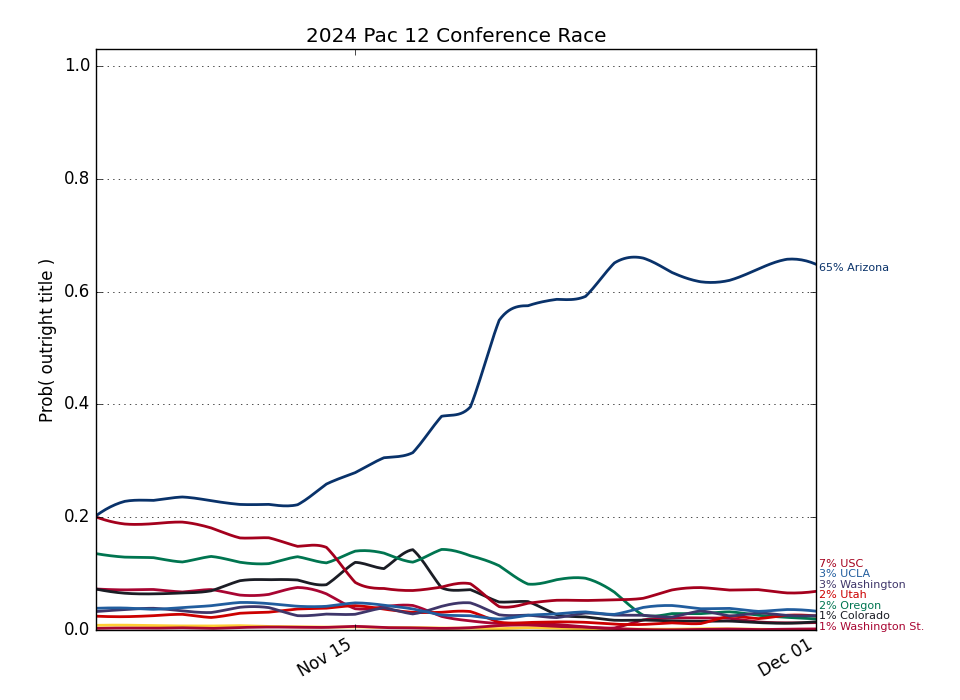 2024 Pac 12 Conference Race
1.0
0.8
0.6
0.4
0.2
0.0
Prob( outright title )
Nov 15
Dec 01
65% Arizona
7% USC
3% UCLA
3% Washington
2% Utah
2% Oregon
1% Colorado
1% Washington St.